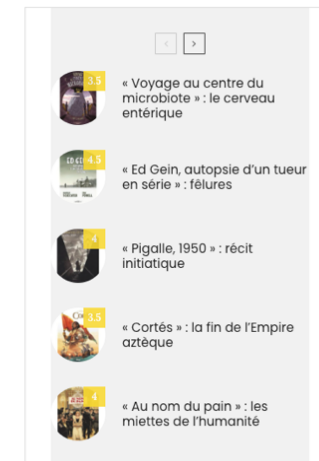 3.5
« Voyage au centre du
microbiote » : le cerveau
entérique
4.5
« Ed Gein, autopsie d’un tueur
en série » : fêlures
4
« Pigalle, 1950 » : récit
initiatique
3.5
« Cortés » : la fin de l’Empire
aztèque
4
« Au nom du pain » : les
miettes de l’humanité